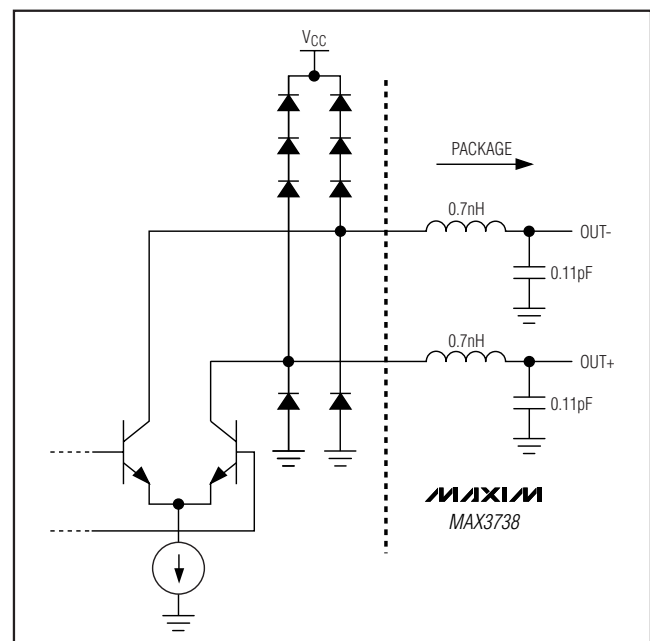 VCC
PACKAGE
0.7nH
OUT-
0.11pF
0.7nH
OUT+
0.11pF
MAXIM
MAX3738